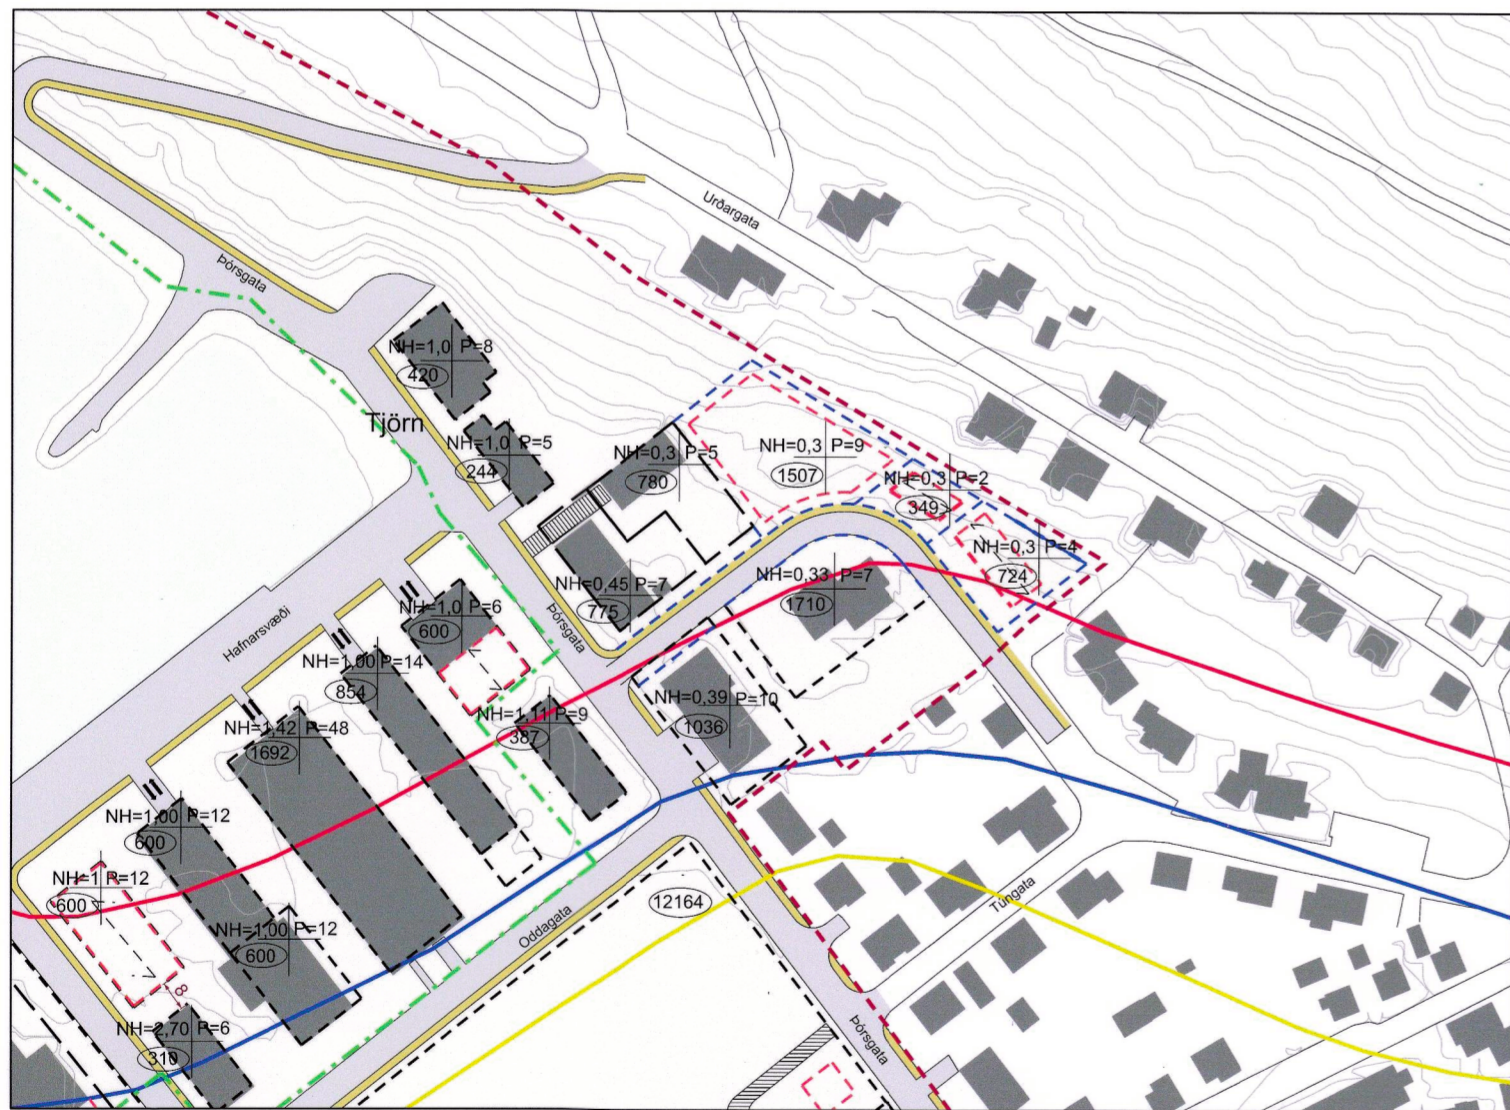 Urðargata
Þórsgata
NH=1,0 P=8
420
Tjörn
NH=1,0 P=5
244
NH=0,3 P=5
780
NH=0,3 P=9
1507
NH=0,3 P=2
349
NH=0,3 P=4
724
NH=0,45 P=7
775
NH=0,33 P=7
1710
Þórsgata
Hafnarsvæði
NH=1,0 P=6
600
NH=1,00 P=14
854
NH=0,39 P=10
1036
NH=1,11 P=9
387
NH=1,42 P=48
1692
NH=1,00 P=12
600
NH=1 P=12
600
12164
Túngata
Oddagata
NH=1,00 P=12
600
8
NH=2,70 P=6
310
Þórsgata